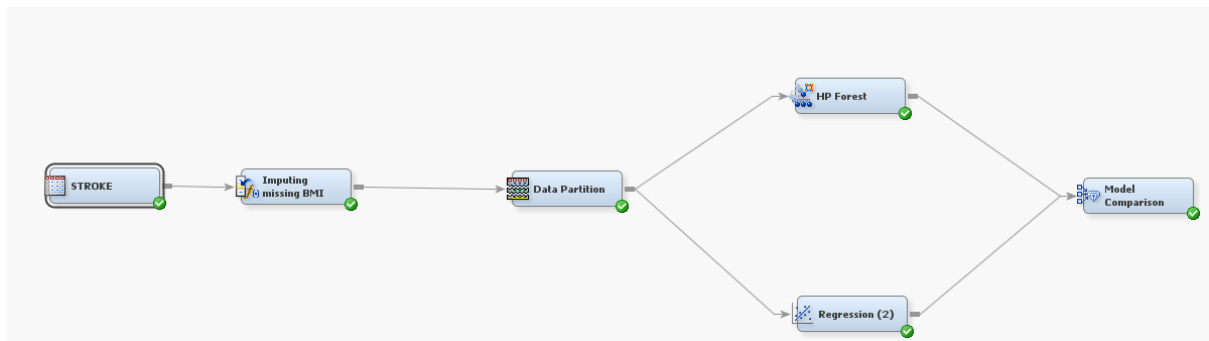 HP Forest
STROKE
Imputing
missing BMI
Data Partition
Model
Comparison
Regression (2)